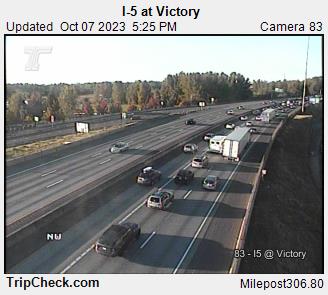 I-5 at Victory
Updated Oct 07 2023 5:25 PM Camera 83
T
NW
83 - I5 @ Victory
TripCheck.com Milepost306.80